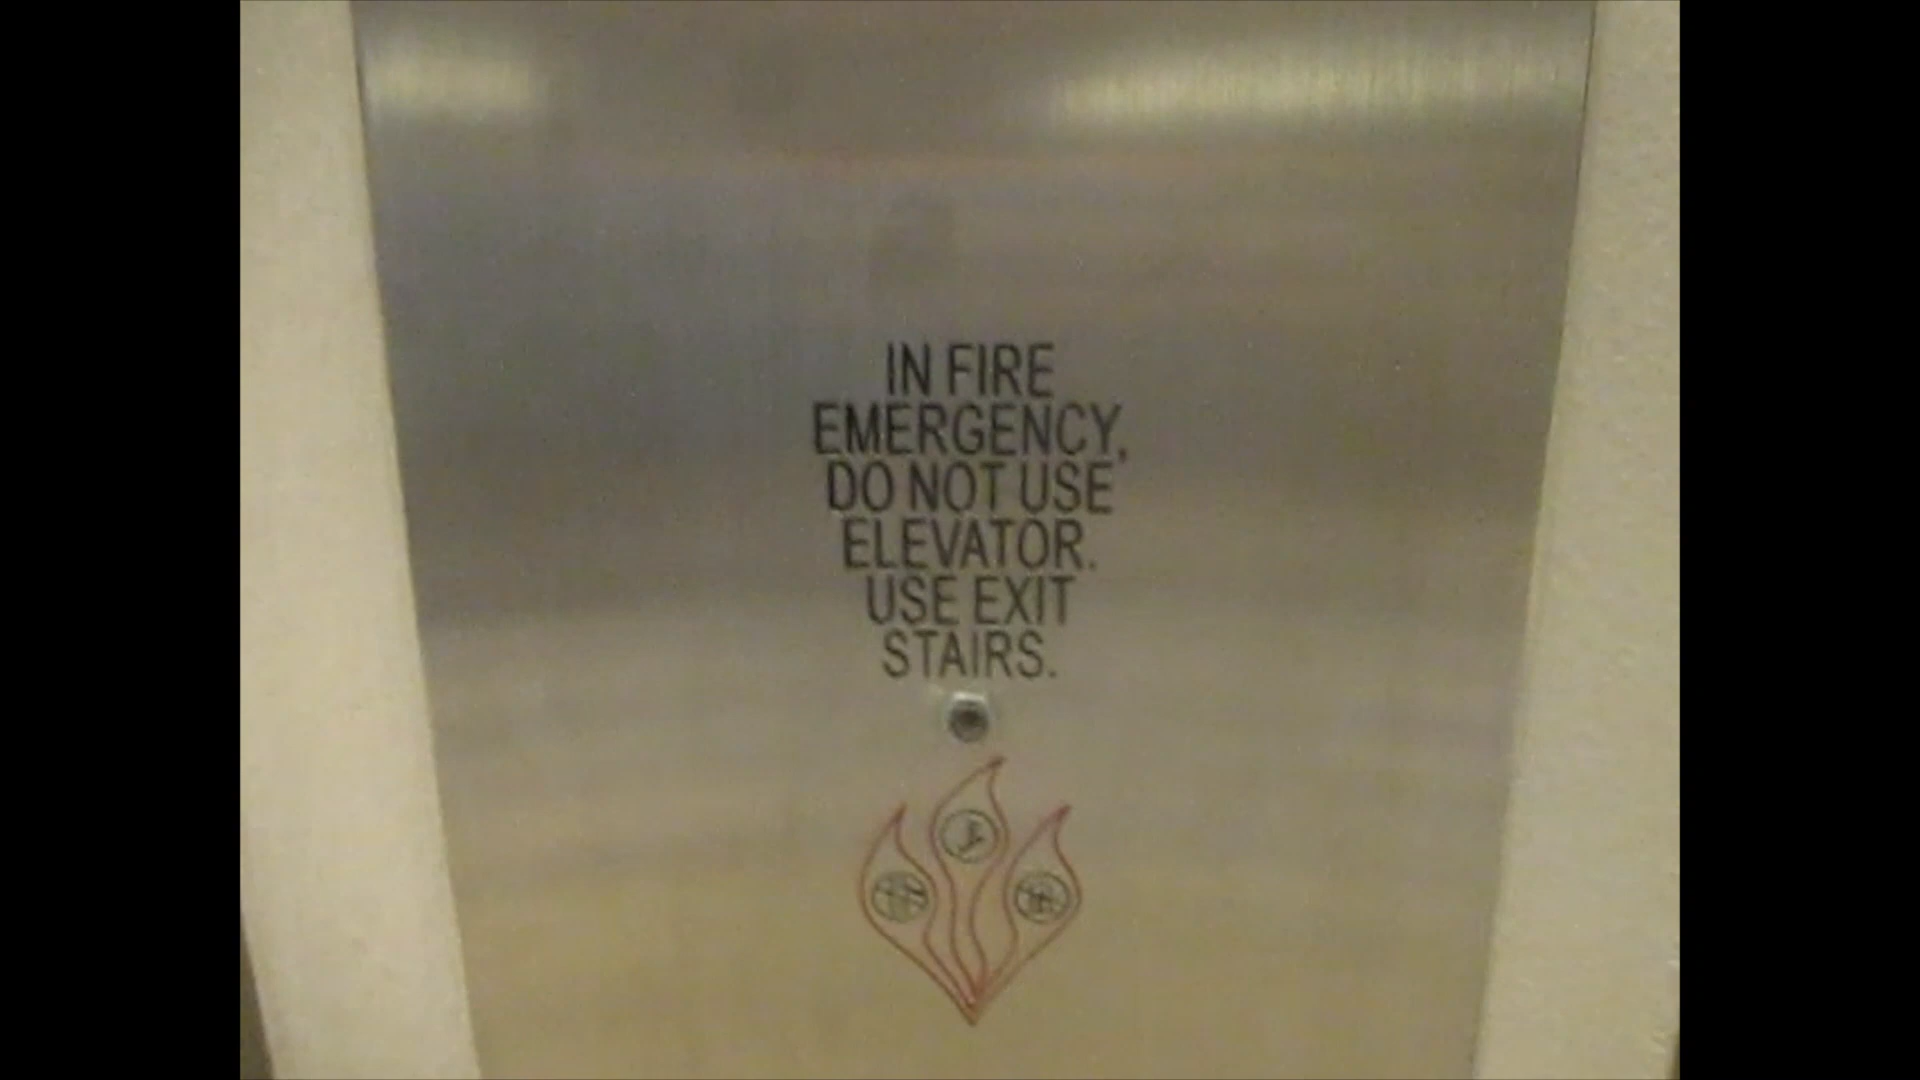 IN FIRE
EMERGENCY,
DO NOT USE
ELEVATOR.
USE EXIT
STAIRS.